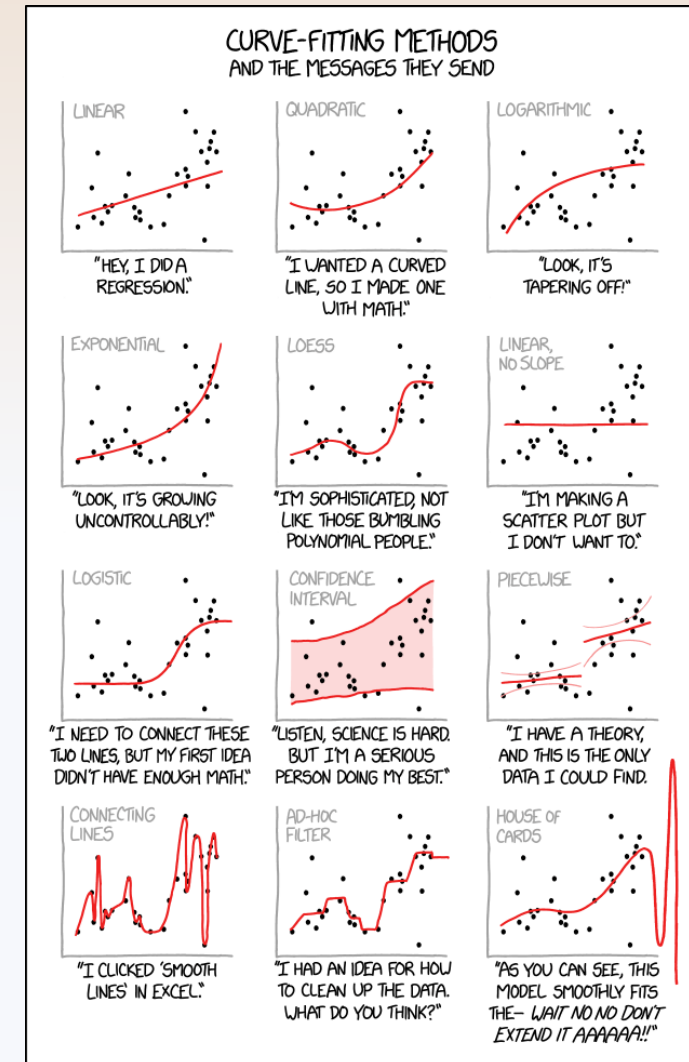 CURVE-FITTING METHODS
AND THE MESSAGES THEY SEND
LINEAR
"HEY, I DID A
REGRESSION."
QUADRATIC
"I WANTED A CURVED
LINE, SO I MADE ONE
WITH MATH."
LOGARITHMIC
"LOOK, IT'S
TAPERING OFF!"
EXPONENTIAL
"LOOK, IT'S GROWING
UNCONTROLLABLY!"
LOESS
"I'M SOPHISTICATED, NOT
LIKE THOSE BUMBLING
POLYNOMIAL PEOPLE."
LINEAR,
NO SLOPE
"I'M MAKING A
SCATTER PLOT BUT
I DON'T WANT TO."
LOGISTIC
"I NEED TO CONNECT THESE
TWO LINES, BUT MY FIRST IDEA
DIDN'T HAVE ENOUGH MATH."
CONFIDENCE
INTERVAL
"LISTEN, SCIENCE IS HARD.
BUT I'M A SERIOUS
PERSON DOING MY BEST."
PIECEWISE
"I HAVE A THEORY,
AND THIS IS THE ONLY
DATA I COULD FIND.
CONNECTING
LINES
"I CLICKED 'SMOOTH
LINES' IN EXCEL."
AD-HOC
FILTER
"I HAD AN IDEA FOR HOW
TO CLEAN UP THE DATA.
WHAT DO YOU THINK?"
HOUSE OF
CARDS
"AS YOU CAN SEE, THIS
MODEL SMOOTHLY FITS
THE- WAIT NO NO DON'T
EXTEND IT AAAAAA!!"